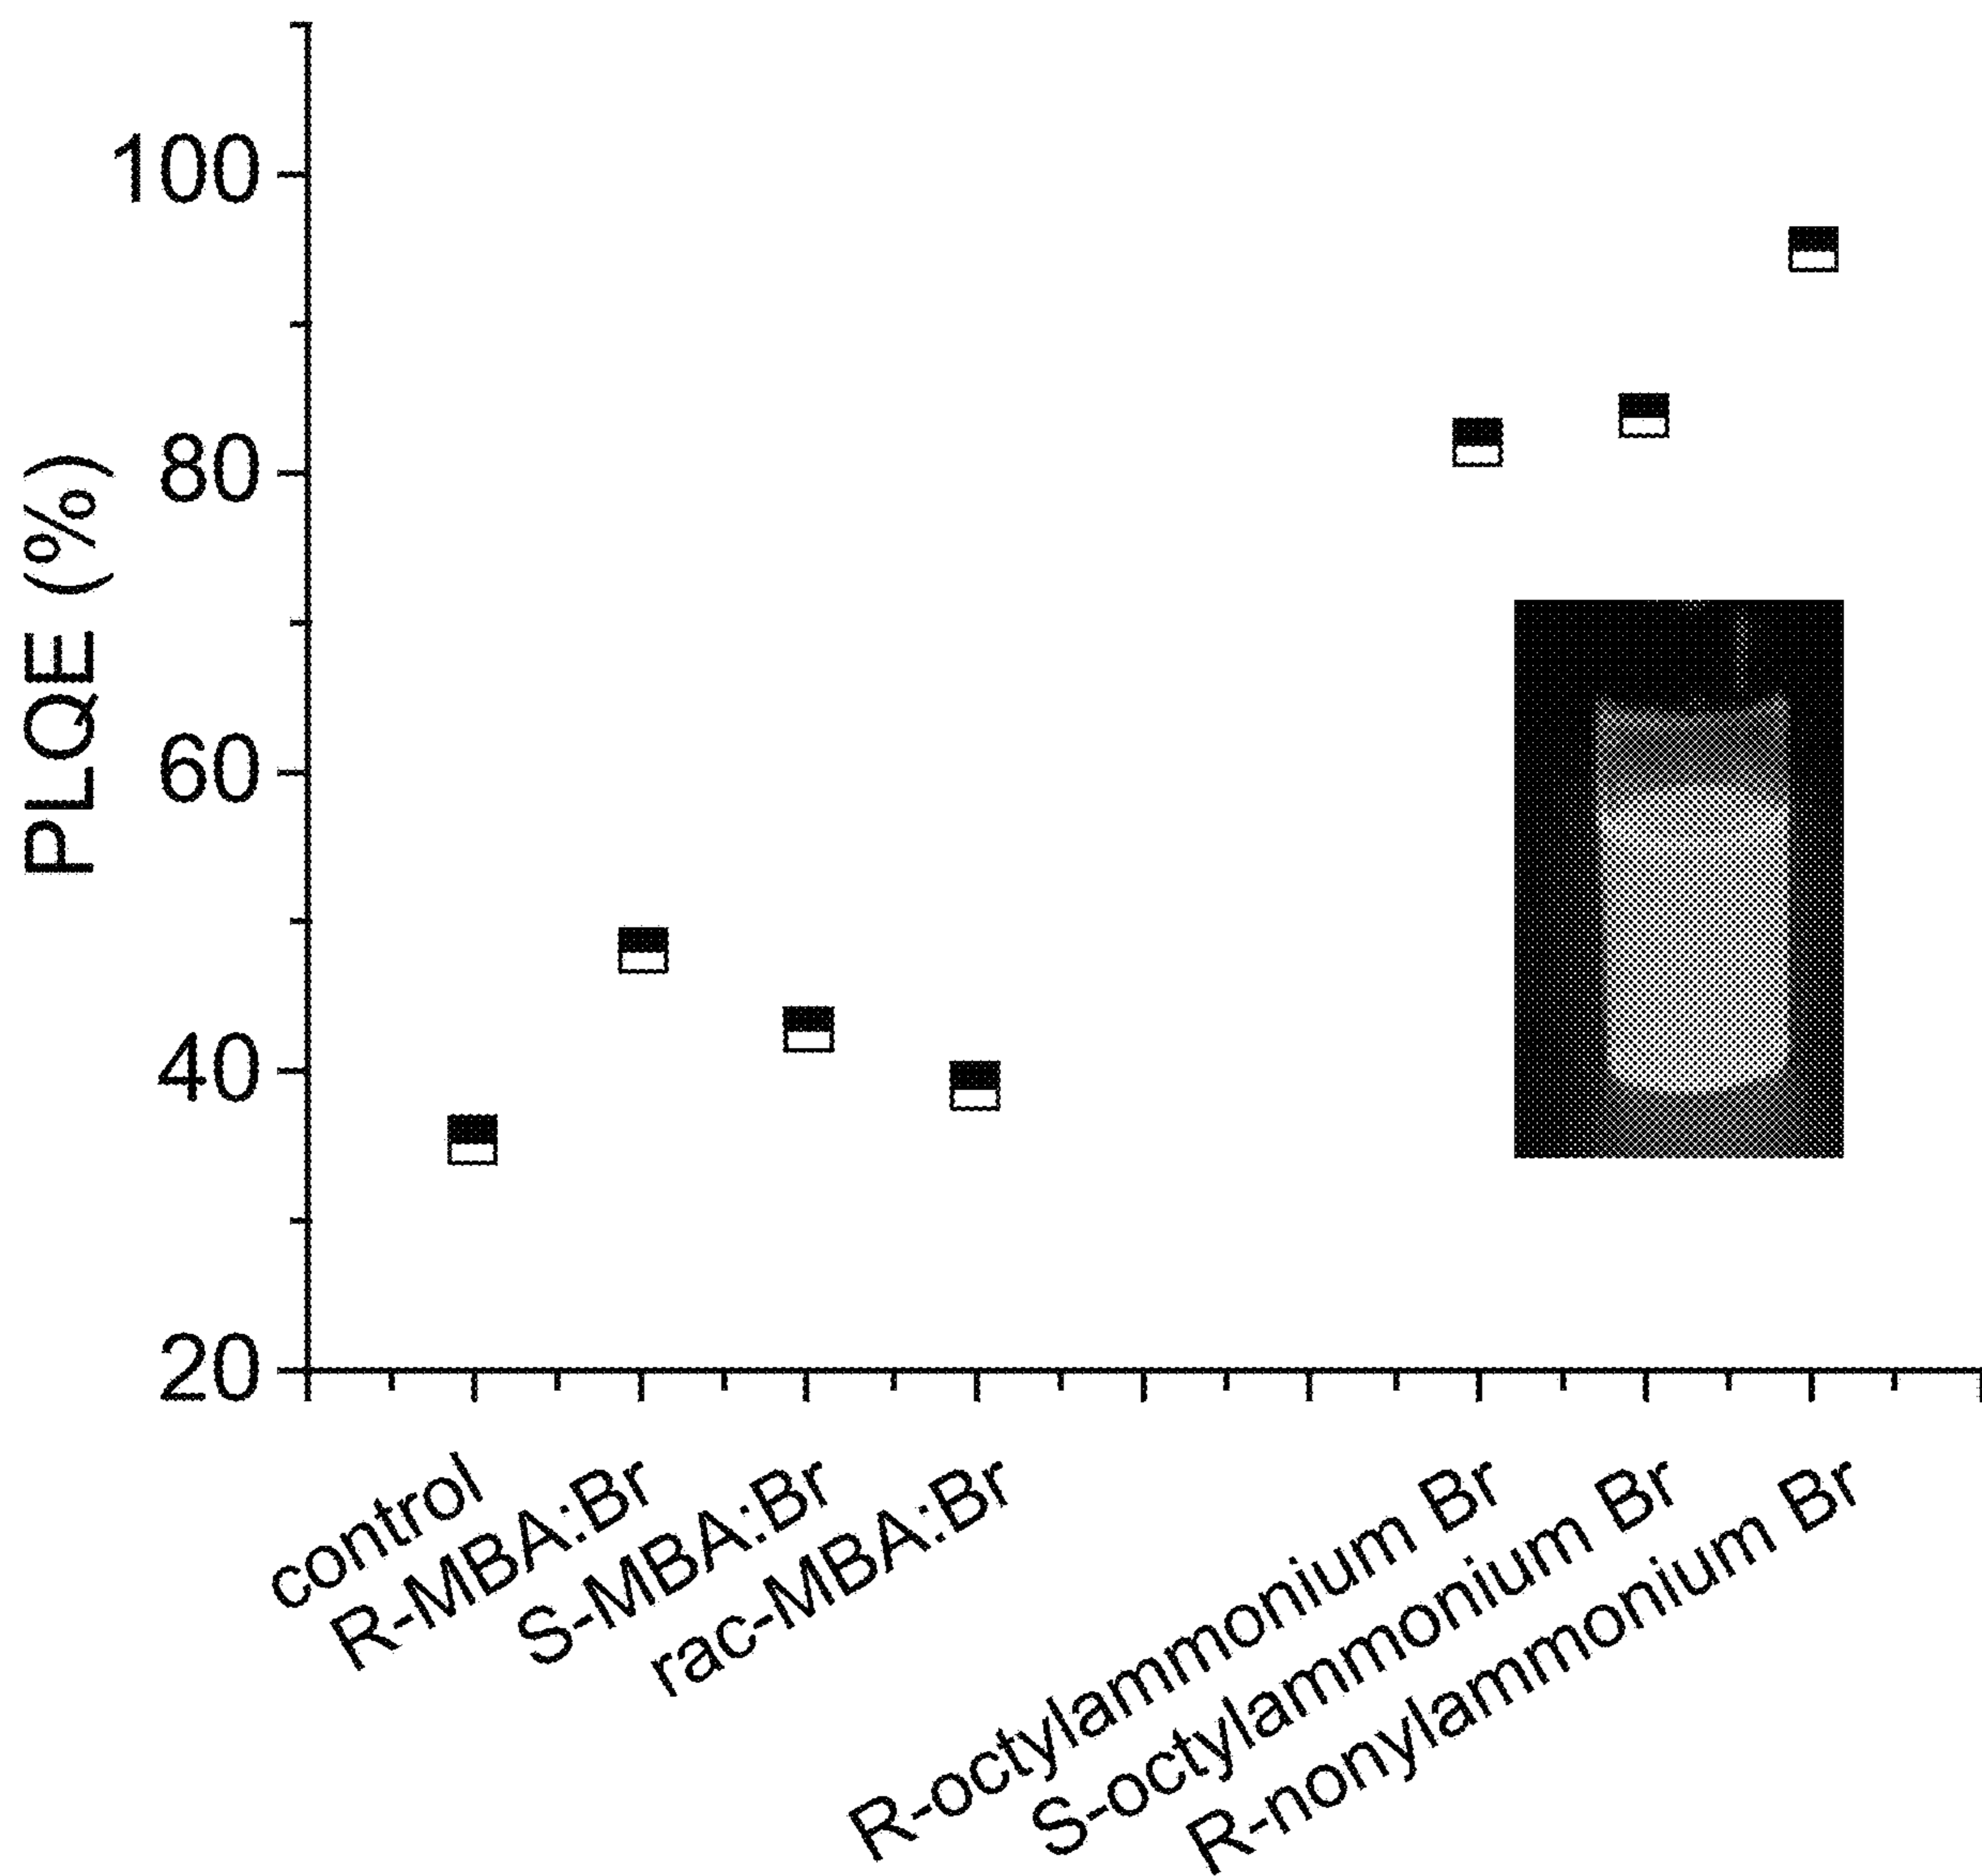 PLQE (%)
100
80
60
40
20
control
R-MBA:Br
S-MBA:Br
rac-MBA:Br
R-octylammonium Br
S-octylammonium Br
R-nonylammonium Br